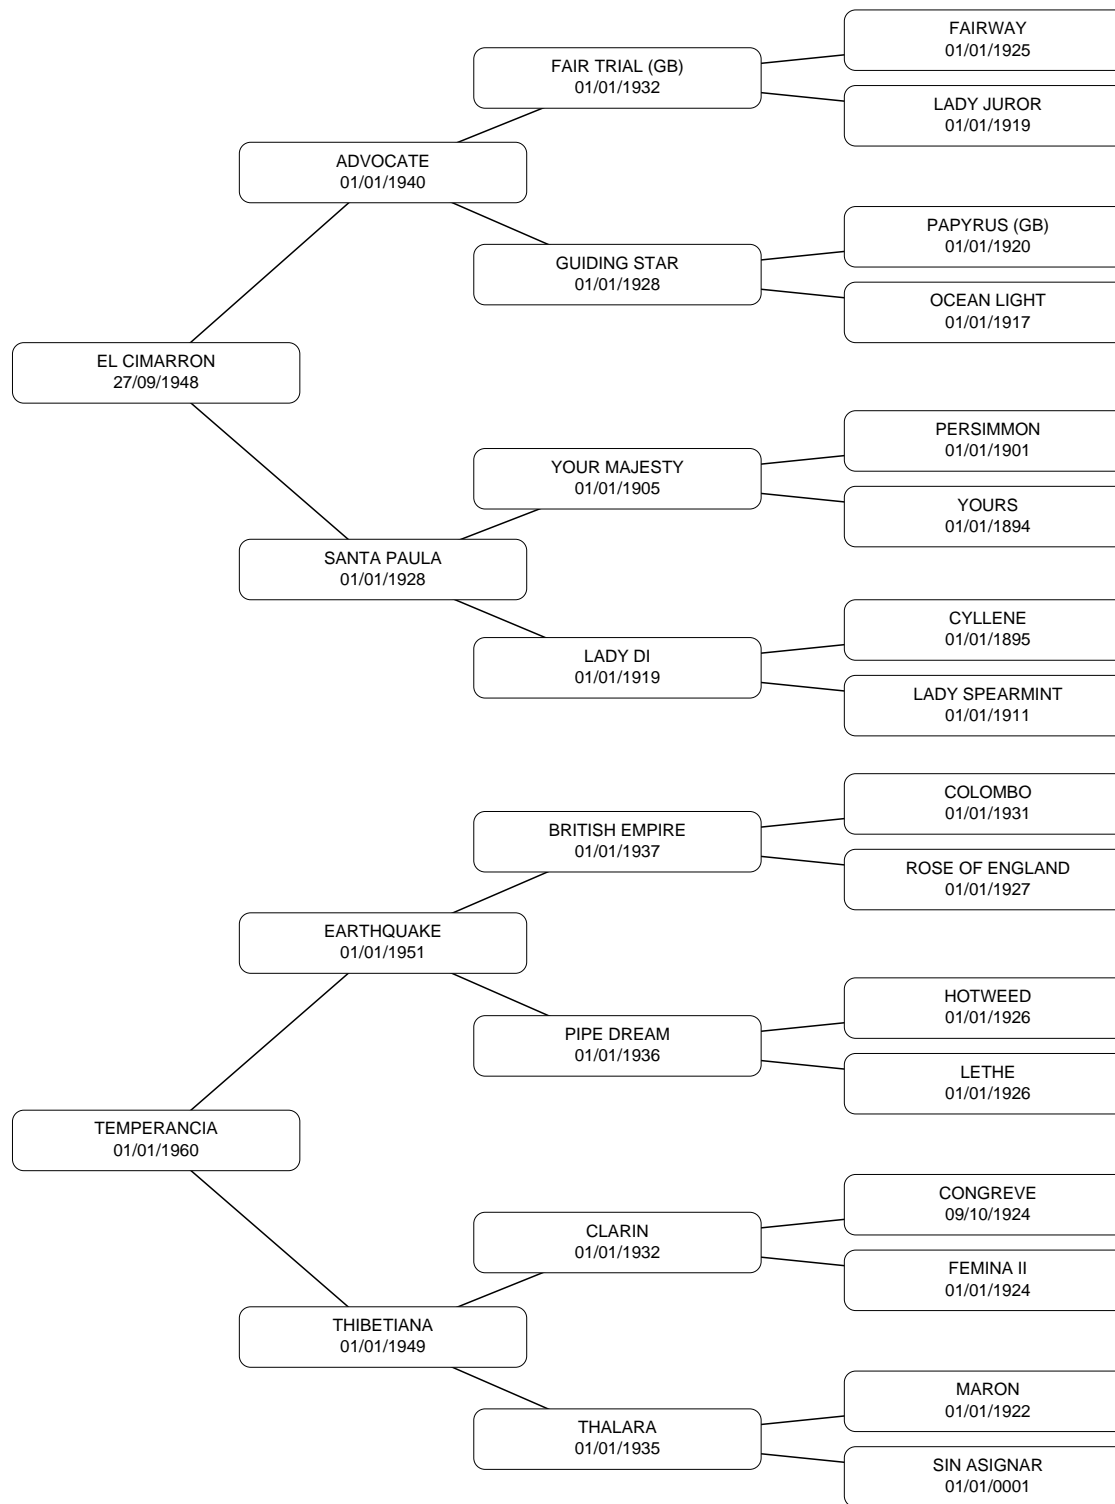 FAIRWAY
01/01/1925
FAIR TRIAL (GB)
01/01/1932
LADY JUROR
01/01/1919
ADVOCATE
01/01/1940
PAPYRUS (GB)
01/01/1920
GUIDING STAR
01/01/1928
OCEAN LIGHT
01/01/1917
EL CIMARRON
27/09/1948
PERSIMMON
01/01/1901
YOUR MAJESTY
01/01/1905
YOURS
01/01/1894
SANTA PAULA
01/01/1928
CYLLENE
01/01/1895
LADY DI
01/01/1919
LADY SPEARMINT
01/01/1911
COLOMBO
01/01/1931
BRITISH EMPIRE
01/01/1937
ROSE OF ENGLAND
01/01/1927
EARTHQUAKE
01/01/1951
HOTWEED
01/01/1926
PIPE DREAM
01/01/1936
LETHE
01/01/1926
TEMPERANCIA
01/01/1960
CONGREVE
09/10/1924
CLARIN
01/01/1932
FEMINA II
01/01/1924
THIBETIANA
01/01/1949
MARON
01/01/1922
THALARA
01/01/1935
SIN ASIGNAR
01/01/0001